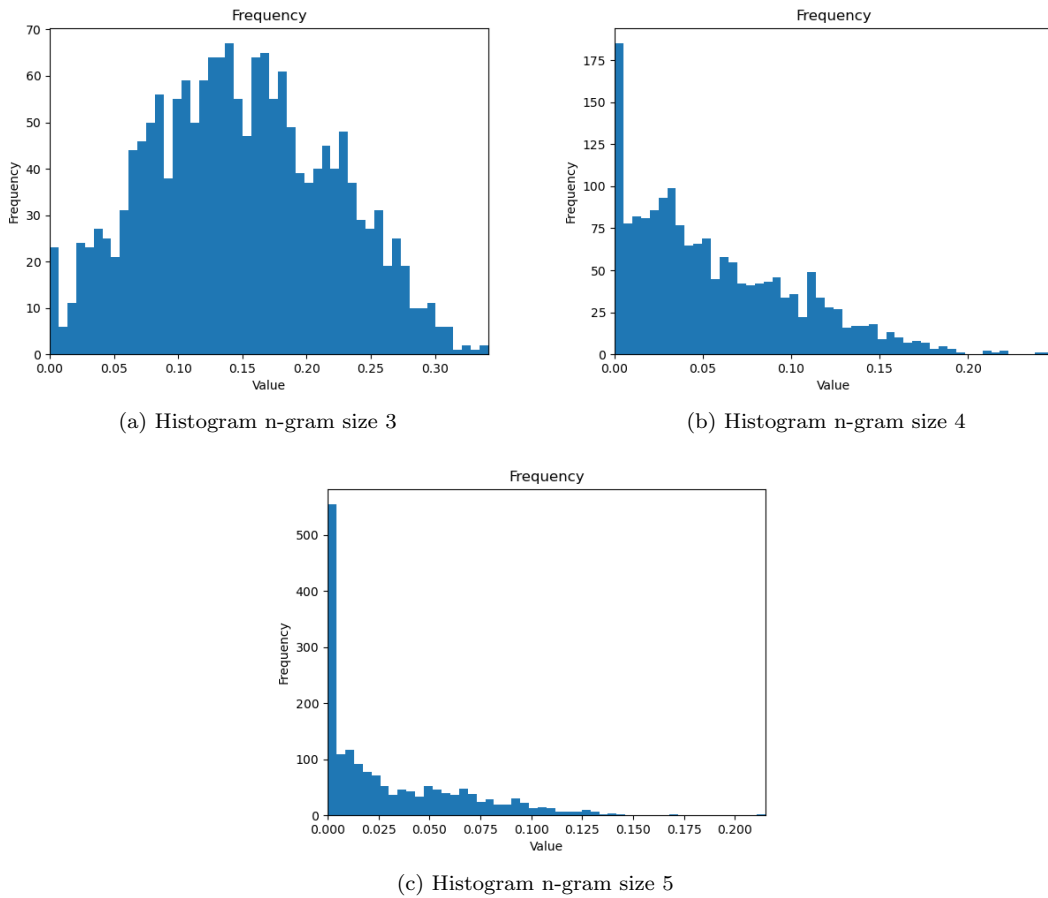 Frequency
Frequency
70
60
50
40
30
20
10
0
0.00 0.05 0.10 0.15 0.20 0.25 0.30
Value
(a) Histogram n-gram size 3
Frequency
Frequency
175
150
125
100
75
50
25
0
0.00 0.05 0.10 0.15 0.20
Value
(b) Histogram n-gram size 4
Frequency
Frequency
500
400
300
200
100
0
0.000 0.025 0.050 0.075 0.100 0.125 0.150 0.175 0.200
Value
(c) Histogram n-gram size 5